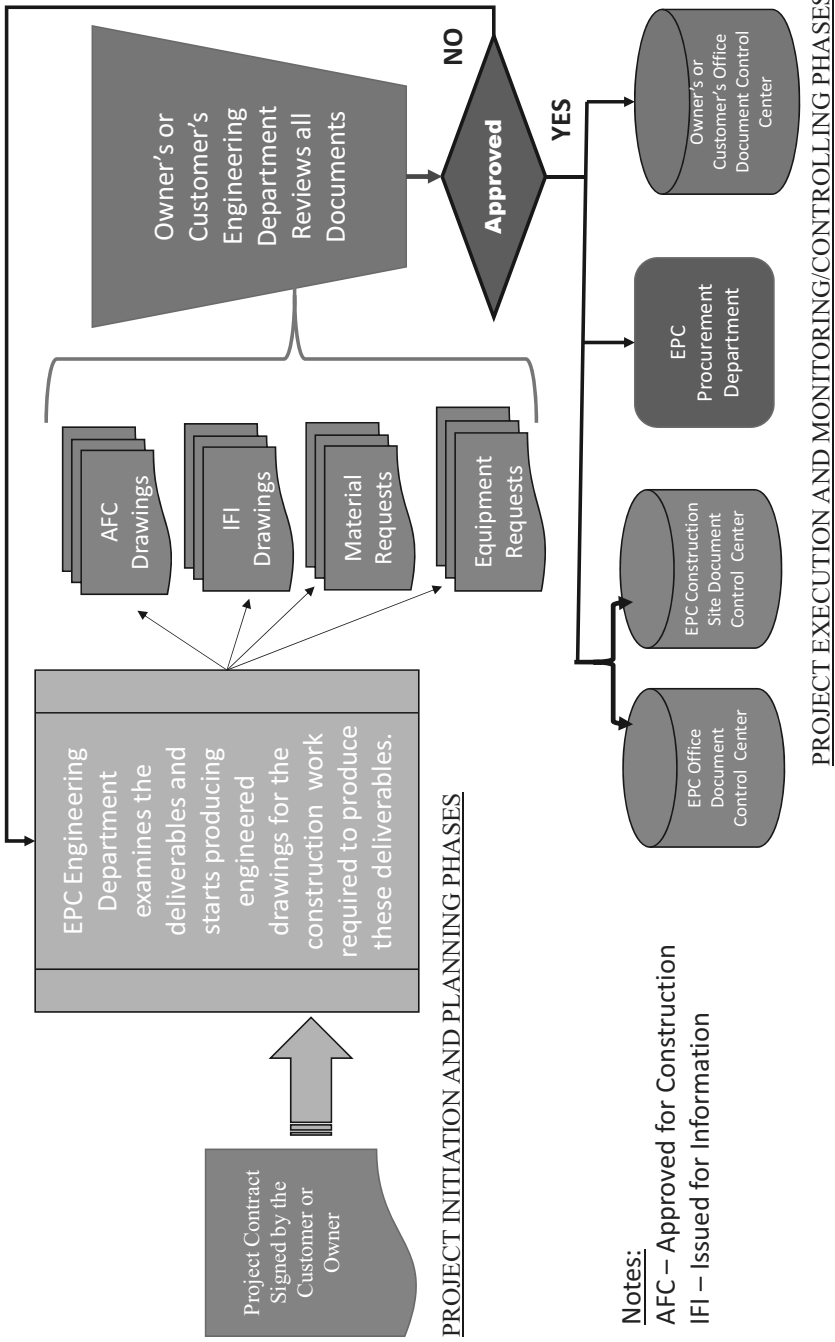 Project Contract
Signed by the
Customer or
Owner
EPC Engineering
Department
examines the
deliverables and
starts producing
engineered
drawings for the
construction work
required to produce
these deliverables.
AFC
Drawings
IFI
Drawings
Material
Requests
Equipment
Requests
Owner's or
Customer's
Engineering
Department
Reviews all
Documents
Approved
NO
YES
PROJECT INITIATION AND PLANNING PHASES
EPC Office
Document
Control Center
EPC Construction
Site Document
Control Center
EPC
Procurement
Department
Owner's or
Customer's Office
Document Control
Center
Notes:
AFC – Approved for Construction
IFI – Issued for Information
PROJECT EXECUTION AND MONITORING/CONTROLLING PHASES